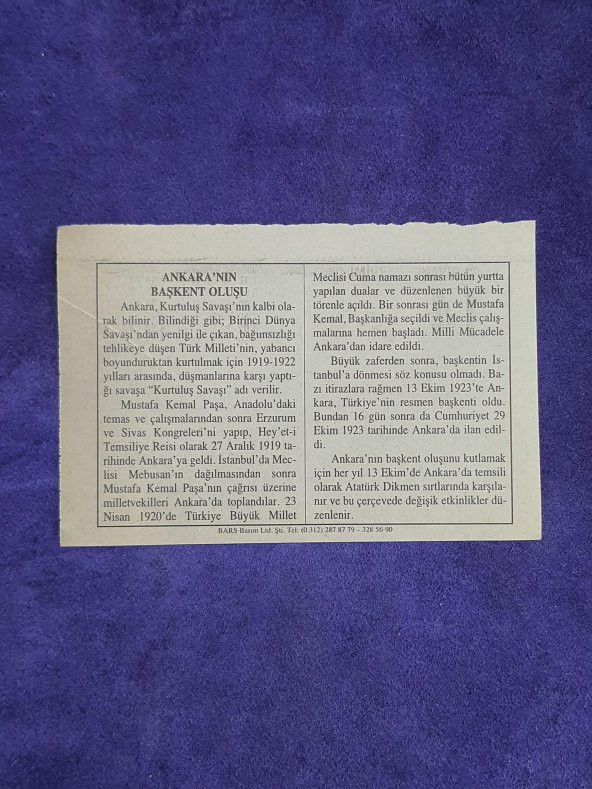 ANKARA'NIN
BAŞKENT OLUŞU
Ankara, Kurtuluş Savaşı'nın kalbi ola-
rak bilinir. Bilindiği gibi; Birinci Dünya
Savaşı'ndan yenilgi ile çıkan, bağımsızlığı
tehlikeye düşen Türk Milleti'nin, yabancı
boyunduruktan kurtulmak için 1919-1922
yılları arasında, düşmanlarına karşı yaptı-
ğı savaşa "Kurtuluş Savaşı" adı verilir.
Mustafa Kemal Paşa, Anadolu'daki
temas ve çalışmalarından sonra Erzurum
ve Sivas Kongreleri'ni yapıp, Hey'et-i
Temsiliye Reisi olarak 27 Aralık 1919 ta-
rihinde Ankara'ya geldi. İstanbul'da Mec-
lisi Mebusan'ın dağılmasından sonra
Mustafa Kemal Paşa'nın çağrısı üzerine
milletvekilleri Ankara'da toplandılar. 23
Nisan 1920'de Türkiye Büyük Millet
Meclisi Cuma namazı sonrası bütün yurtta
yapılan dualar ve düzenlenen büyük bir
törenle açıldı. Bir sonrası gün de Mustafa
Kemal, Başkanlığa seçildi ve Meclis çalış-
malarına hemen başladı. Milli Mücadele
Ankara'dan idare edildi.
Büyük zaferden sonra, başkentin İs-
tanbul'a dönmesi söz konusu olmadı. Ba-
zı itirazlara rağmen 13 Ekim 1923'te An-
kara, Türkiye'nin resmen başkenti oldu.
Bundan 16 gün sonra da Cumhuriyet 29
Ekim 1923 tarihinde Ankara'da ilan edil-
di.
Ankara'nın başkent oluşunu kutlamak
için her yıl 13 Ekim'de Ankara'da temsili
olarak Atatürk Dikmen sırtlarında karşıla-
nır ve bu çerçevede değişik etkinlikler dü-
zenlenir.
BARS Basım Ltd. Şti. Tel: (0.312) 287 87 79 – 328 56 90